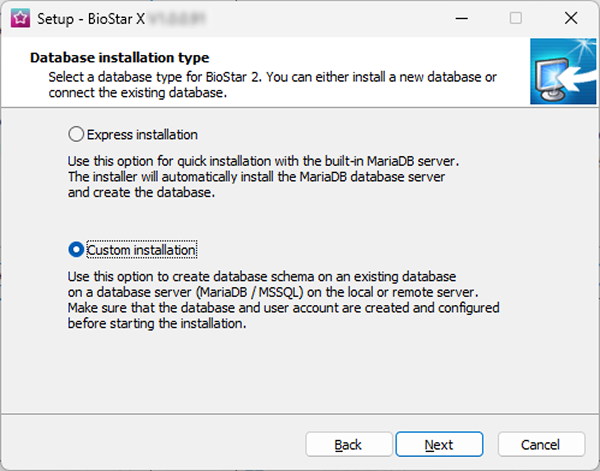 Setup - BioStar X
Database installation type
Select a database type for BioStar 2. You can either install a new database or
connect the existing database.
Express installation
Use this option for quick installation with the built-in MariaDB server.
The installer will automatically install the MariaDB database server
and create the database.
Custom installation
Use this option to create database schema on an existing database
on a database server (MariaDB / MSSQL) on the local or remote server.
Make sure that the database and user account are created and configured
before starting the installation.
Back
Next
Cancel